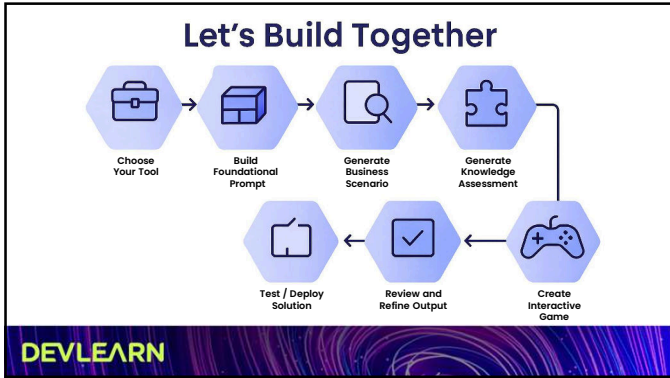 Let's Build Together
Choose
Your Tool
Build
Foundational
Prompt
Generate
Business
Scenario
Generate
Knowledge
Assessment
Create
Interactive
Game
Review and
Refine Output
Test / Deploy
Solution
DEVLEARN